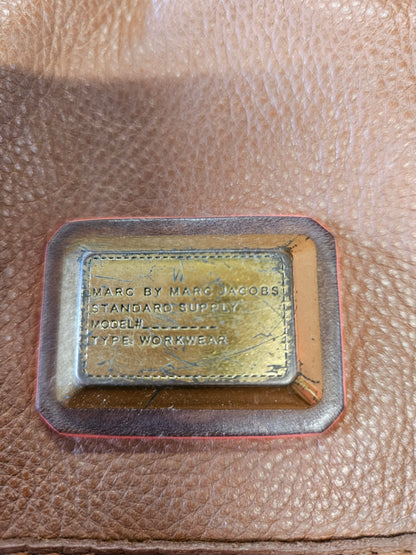 MARC BY MARC JACOBS
STANDARD SUPPLY
MODEL#
TYPE: WORKWEAR